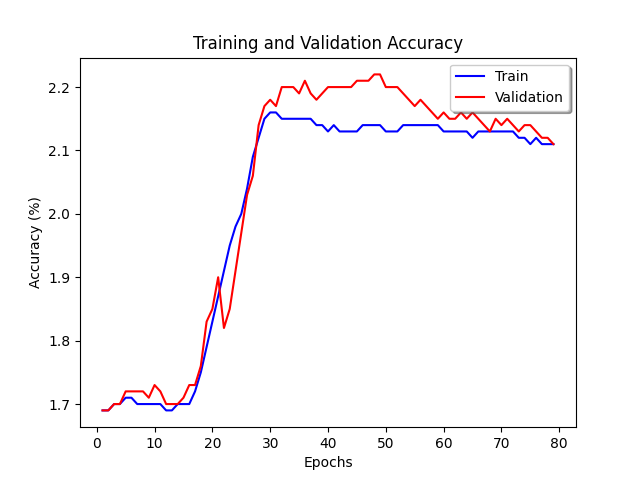 Training and Validation Accuracy
Train
Validation
Accuracy (%)
2.2
2.1
2.0
1.9
1.8
1.7
0 10 20 30 40 50 60 70 80
Epochs